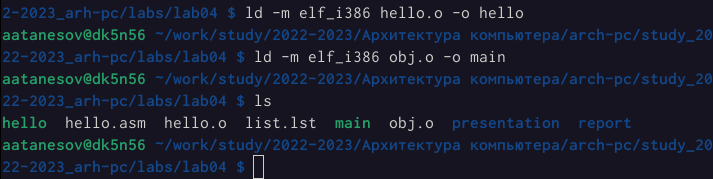 2-2023_arh-pc/labs/lab04 $ ld -m elf_i386 hello.o -o hello
aatanesov@dk5n56 ~/work/study/2022-2023/Архитектура компьютера/arch-pc/study_20
22-2023_arh-pc/labs/lab04 $ ld -m elf_i386 obj.o -o main
aatanesov@dk5n56 ~/work/study/2022-2023/Архитектура компьютера/arch-pc/study_20
22-2023_arh-pc/labs/lab04 $ ls
hello hello.asm hello.o list.lst main obj.o presentation report
aatanesov@dk5n56 ~/work/study/2022-2023/Архитектура компьютера/arch-pc/study_20
22-2023_arh-pc/labs/lab04 $